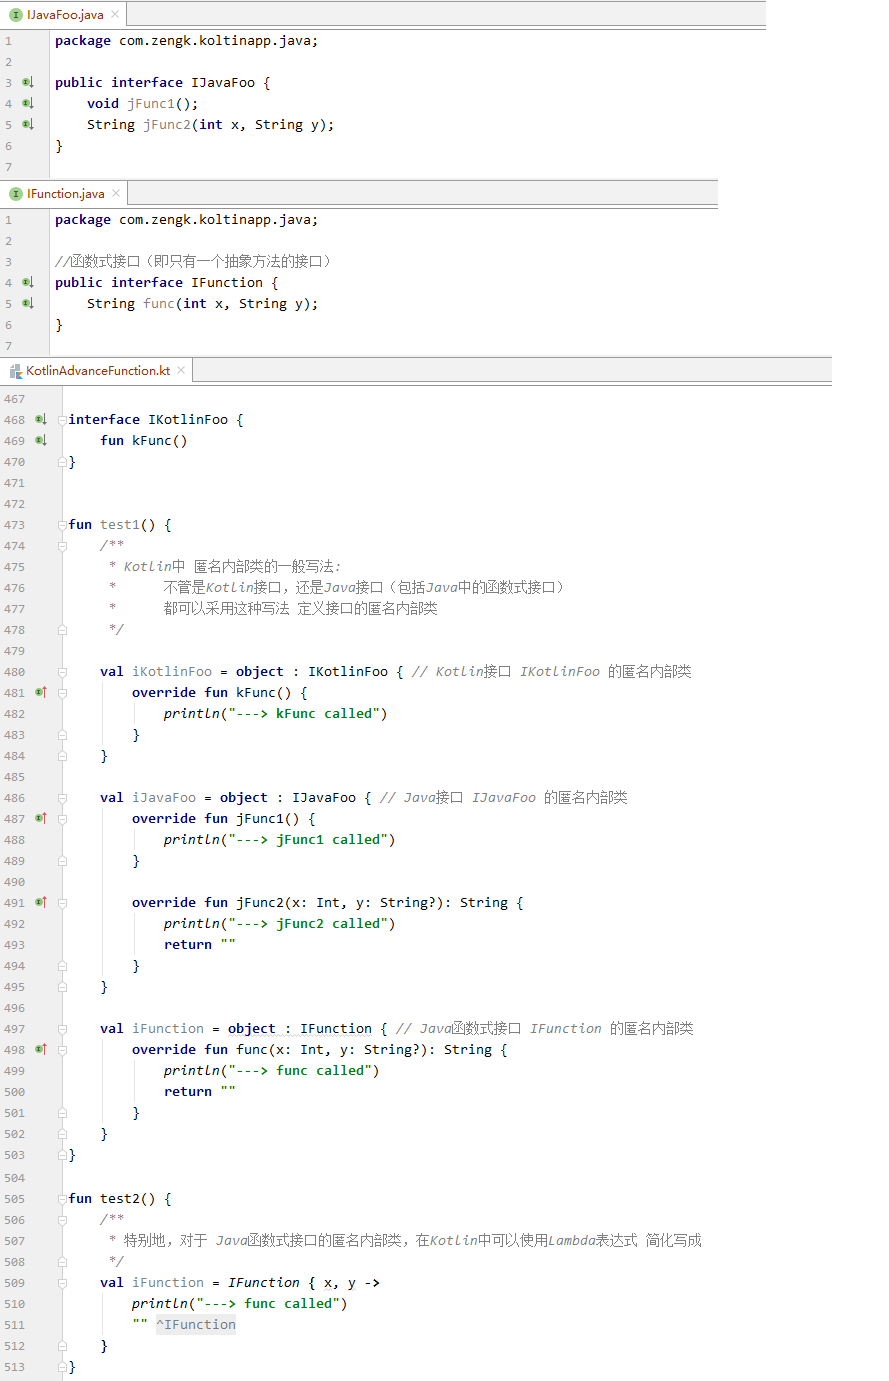 IJavaFoo.java
1 package com.zengk.koltinapp.java;
2
3 public interface IJavaFoo {
4     void jFunc1();
5     String jFunc2(int x, String y);
6 }
7
IFunction.java
1 package com.zengk.koltinapp.java;
2
3 //函数式接口（即只有一个抽象方法的接口）
4 public interface IFunction {
5     String func(int x, String y);
6 }
7
KotlinAdvanceFunction.kt
467
468 interface IKotlinFoo {
469     fun kFunc()
470 }
471
472
473 fun test1() {
474     /**
475      * Kotlin中 匿名内部类的一般写法：
476      *      不管是Kotlin接口，还是Java接口（包括Java中的函数式接口）
477      *      都可以采用这种写法 定义接口的匿名内部类
478      */
479
480     val iKotlinFoo = object : IKotlinFoo { // Kotlin接口 IKotlinFoo 的匿名内部类
481         override fun kFunc() {
482             println("---> kFunc called")
483         }
484     }
485
486     val iJavaFoo = object : IJavaFoo { // Java接口 IJavaFoo 的匿名内部类
487         override fun jFunc1() {
488             println("---> jFunc1 called")
489         }
490
491         override fun jFunc2(x: Int, y: String?): String {
492             println("---> jFunc2 called")
493             return ""
494         }
495     }
496
497     val iFunction = object : IFunction { // Java函数式接口 IFunction 的匿名内部类
498         override fun func(x: Int, y: String?): String {
499             println("---> func called")
500             return ""
501         }
502     }
503 }
504
505 fun test2() {
506     /**
507      * 特别地，对于 Java函数式接口的匿名内部类，在Kotlin中可以使用Lambda表达式 简化写成
508      */
509     val iFunction = IFunction { x, y ->
510         println("---> func called")
511         "" ^IFunction
512     }
513 }